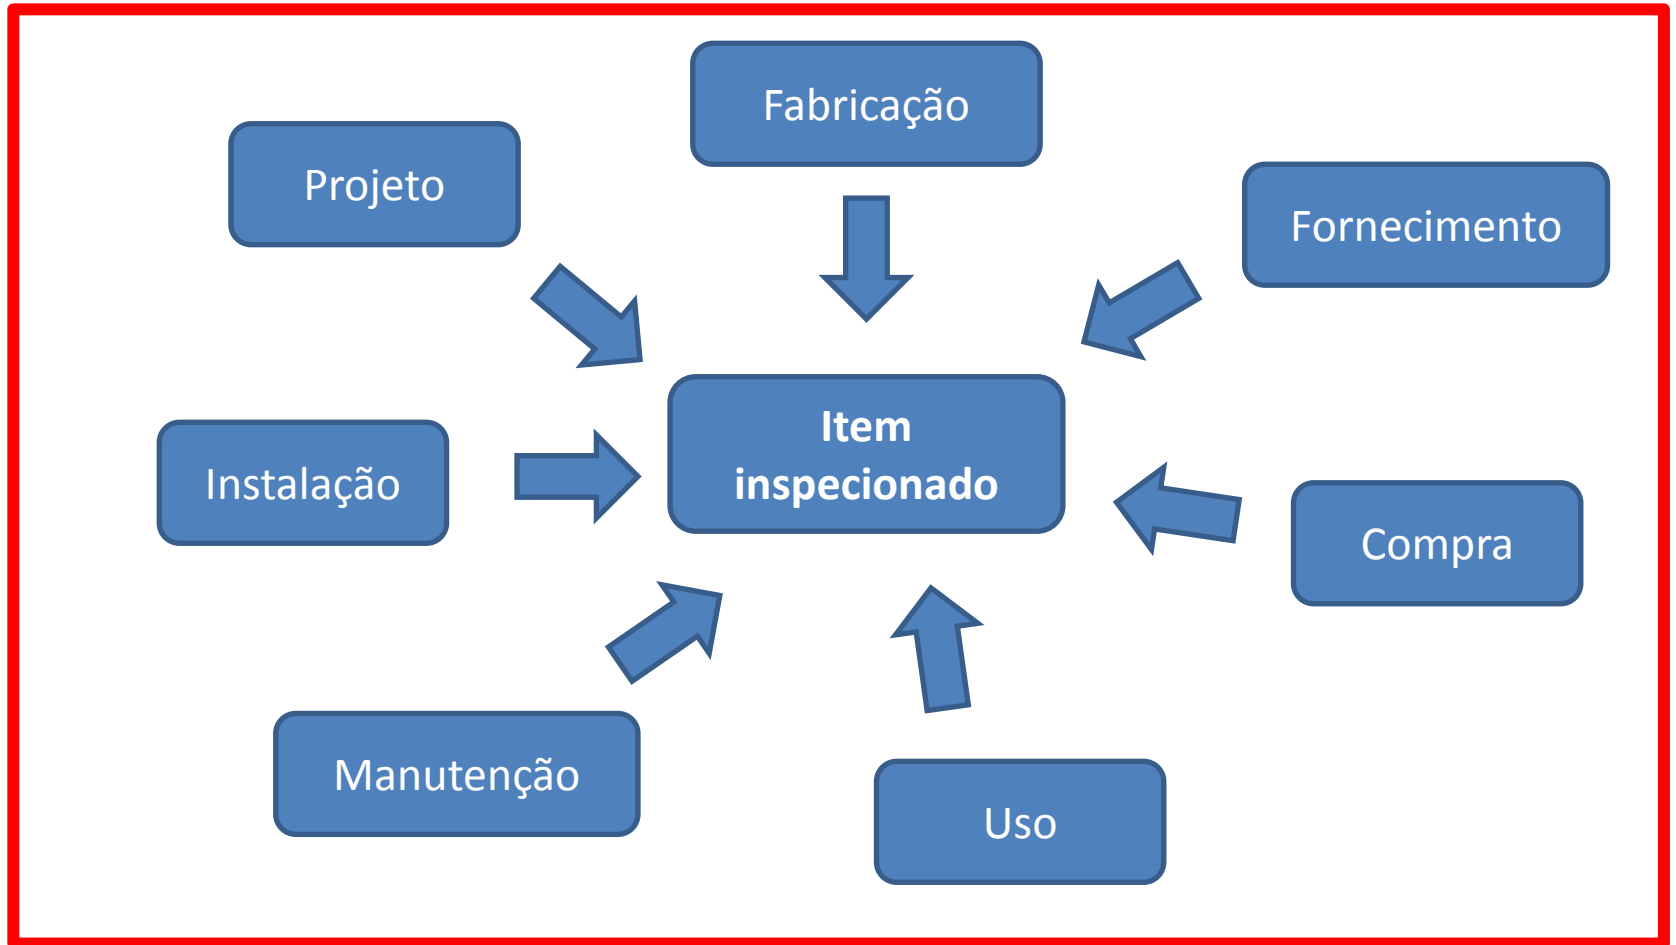 Fabricação
Projeto
Fornecimento
Item
inspecionado
Instalação
Compra
Manutenção
Uso